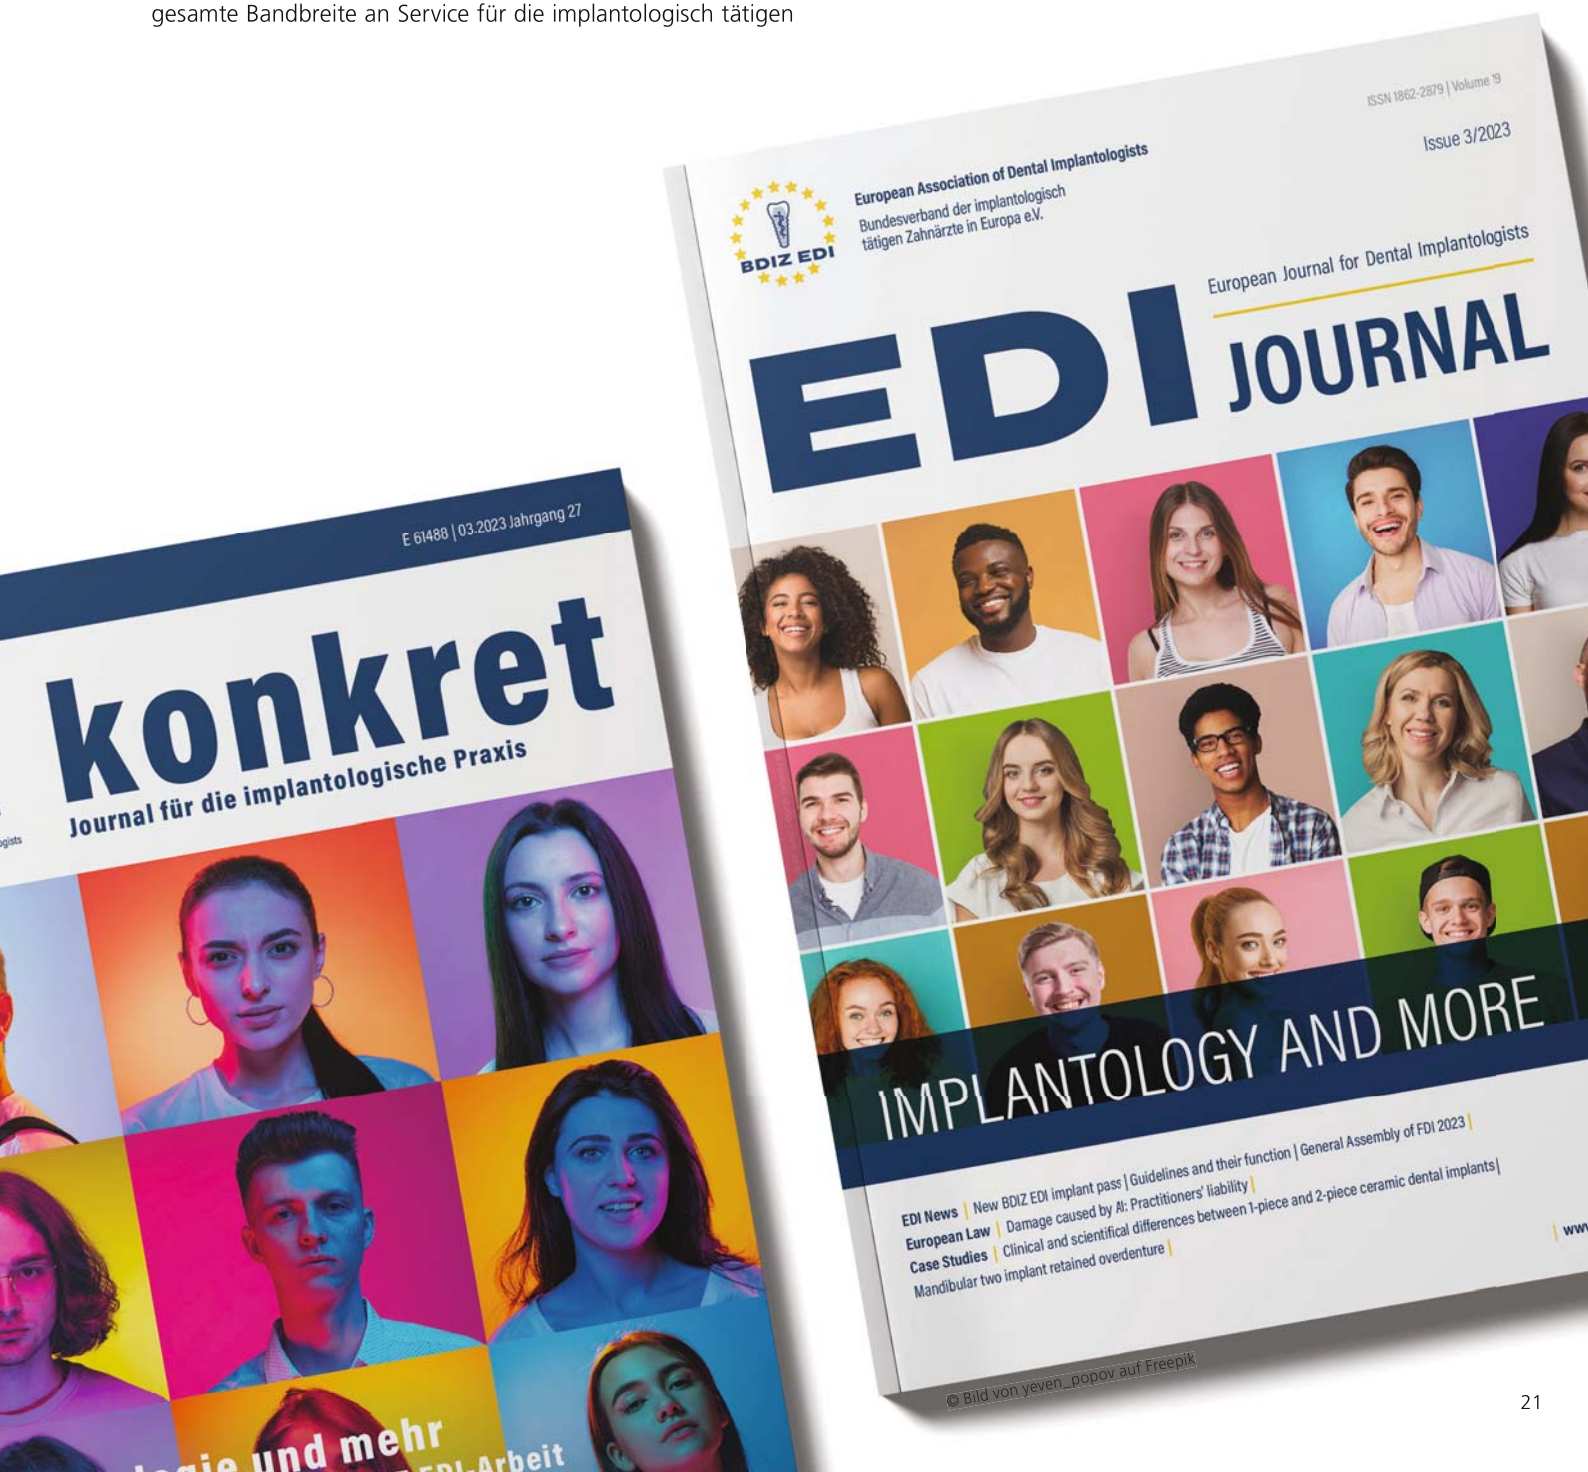 gesamte Bandbreite an Service für die implantologisch tätigen
ISSN 1862-2879 | Volume 19
Issue 3/2023
European Association of Dental Implantologists
Bundesverband der implantologisch
tätigen Zahnärzte in Europa e.V.
BDIZ EDI
European Journal for Dental Implantologists
EDI JOURNAL
IMPLANTOLOGY AND MORE
EDI News | New BDIZ EDI implant pass | Guidelines and their function | General Assembly of FDI 2023 |
European Law | Damage caused by AI: Practitioners' liability |
Case Studies | Clinical and scientifical differences between 1-piece and 2-piece ceramic dental implants |
Mandibular two implant retained overdenture |
| www
E 61488 | 03.2023 Jahrgang 27
konkret
Journal für die implantologische Praxis
ogists
logie und mehr
EDI-Arbeit
© Bild von yeven_popov auf Freepik
21